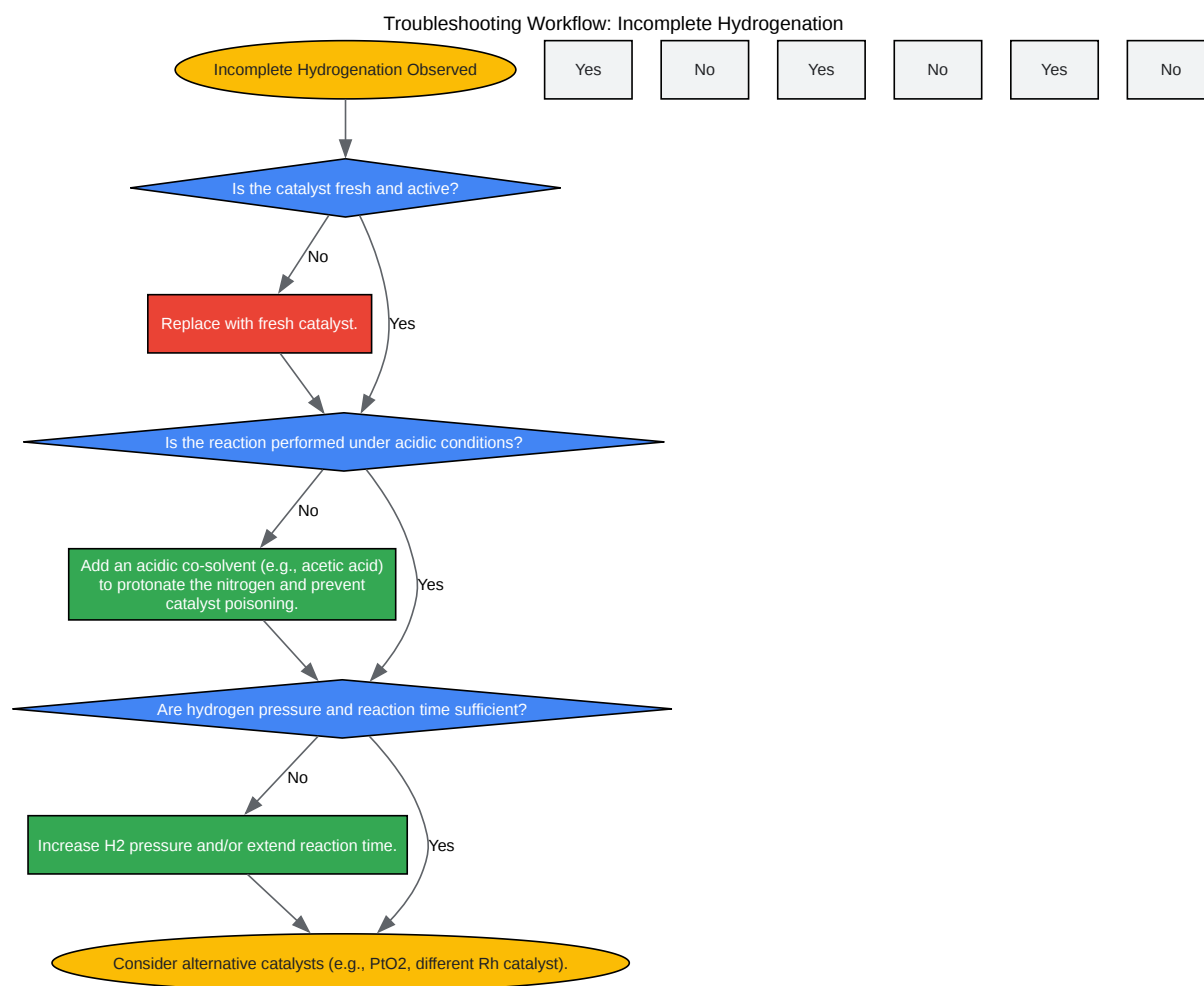 Troubleshooting Workflow: Incomplete Hydrogenation
Incomplete Hydrogenation Observed
Yes
No
Yes
No
Yes
No
Is the catalyst fresh and active?
No
Replace with fresh catalyst.
Yes
Is the reaction performed under acidic conditions?
No
Add an acidic co-solvent (e.g., acetic acid)
to protonate the nitrogen and prevent
catalyst poisoning.
Yes
Are hydrogen pressure and reaction time sufficient?
No
Increase H2 pressure and/or extend reaction time.
Yes
Consider alternative catalysts (e.g., PtO2, different Rh catalyst).